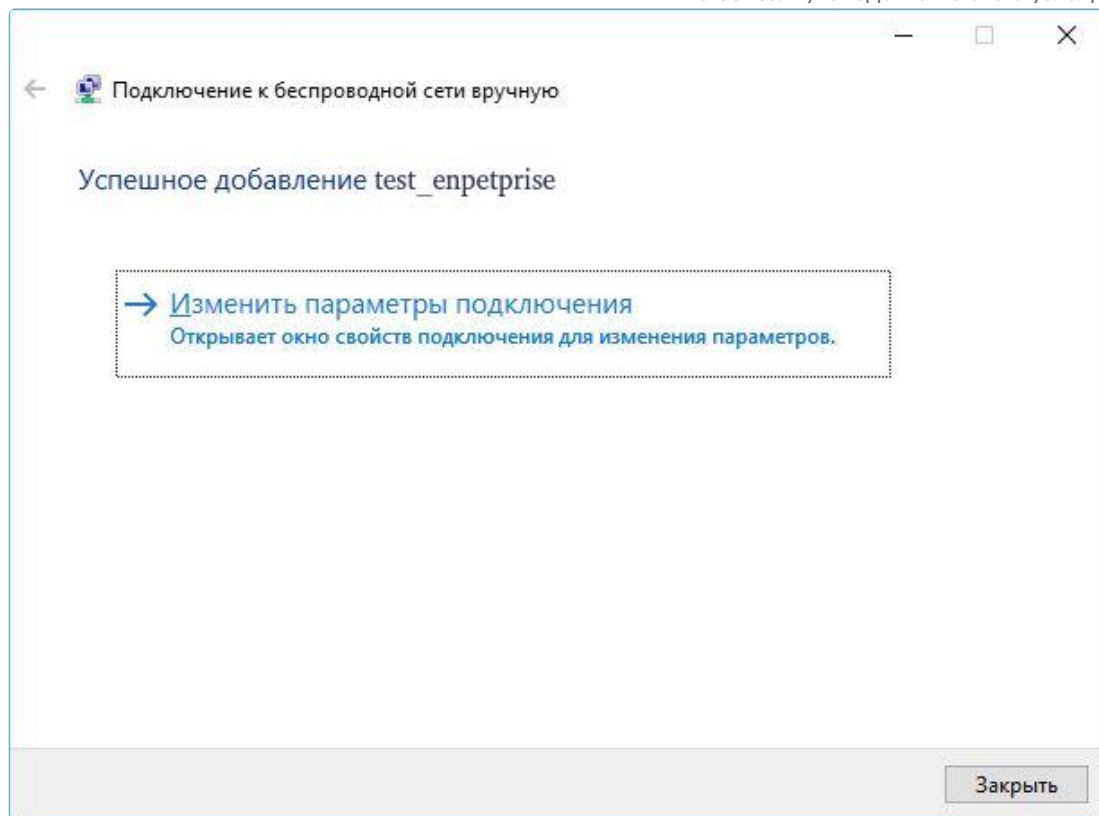 Подключение к беспроводной сети вручную
Успешное добавление test_enpetprise
Изменить параметры подключения
Открывает окно свойств подключения для изменения параметров.
Закрыть